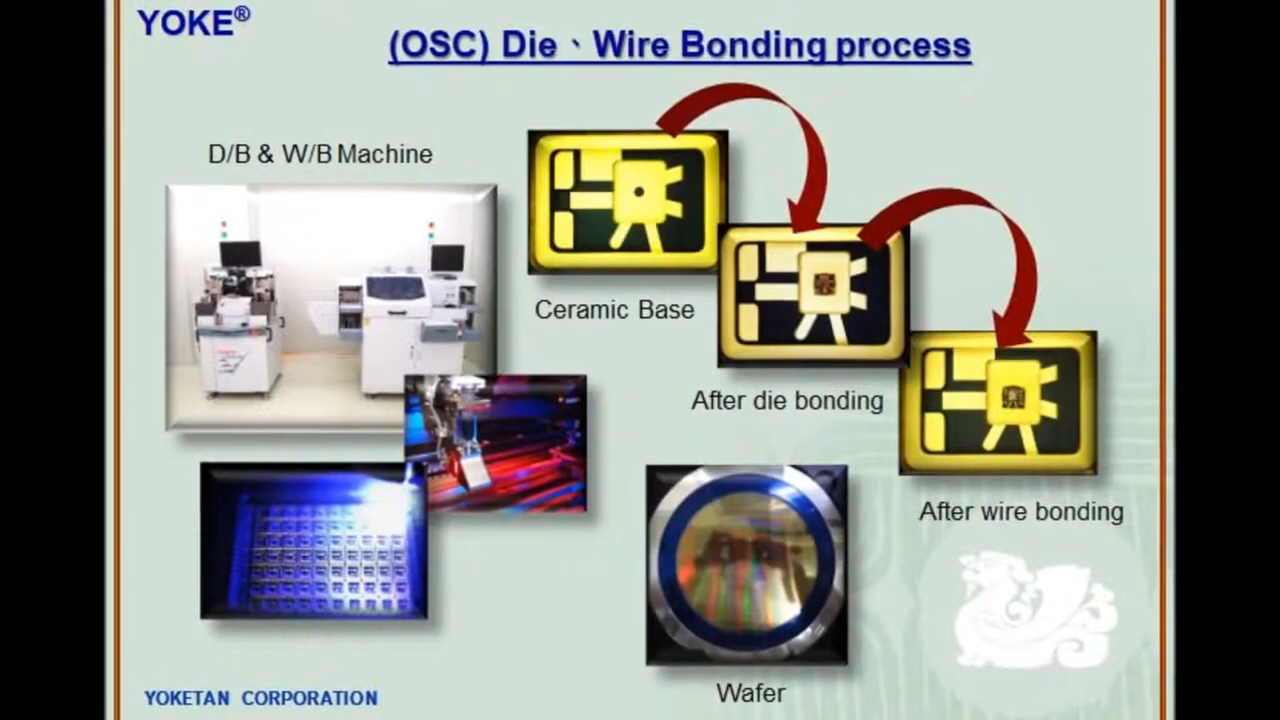 YOKE®
(OSC) Die、Wire Bonding process
D/B & W/B Machine
Ceramic Base
After die bonding
After wire bonding
Wafer
YOKETAN CORPORATION